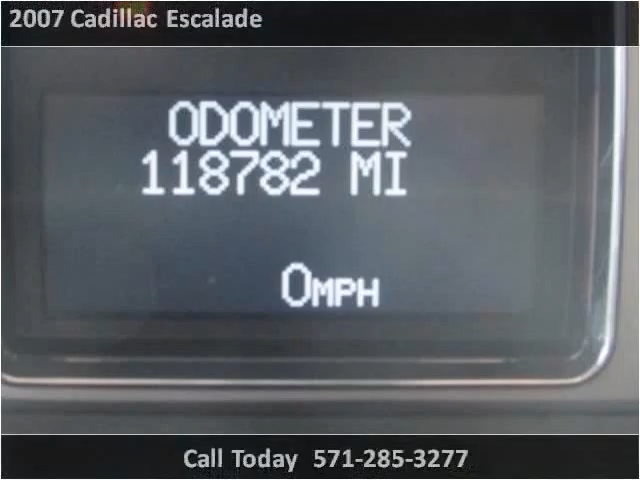 2007 Cadillac Escalade
ODOMETER
118782 MI
0MPH
Call Today 571-285-3277